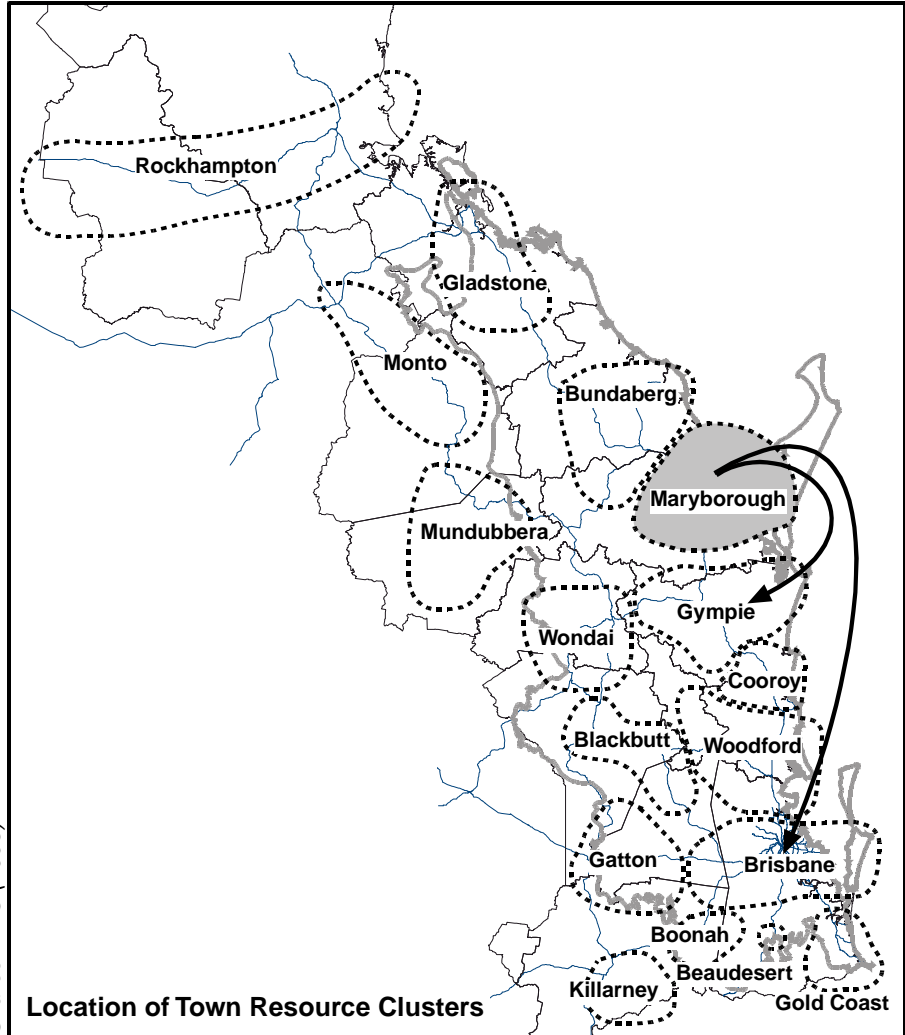 Rockhampton
Gladstone
Monto
Bundaberg
Maryborough
Mundubbera
Gympie
Wondai
Cooroy
Blackbutt
Woodford
Gatton
Brisbane
Boonah
Beaudesert
Killarney
Gold Coast
Location of Town Resource Clusters